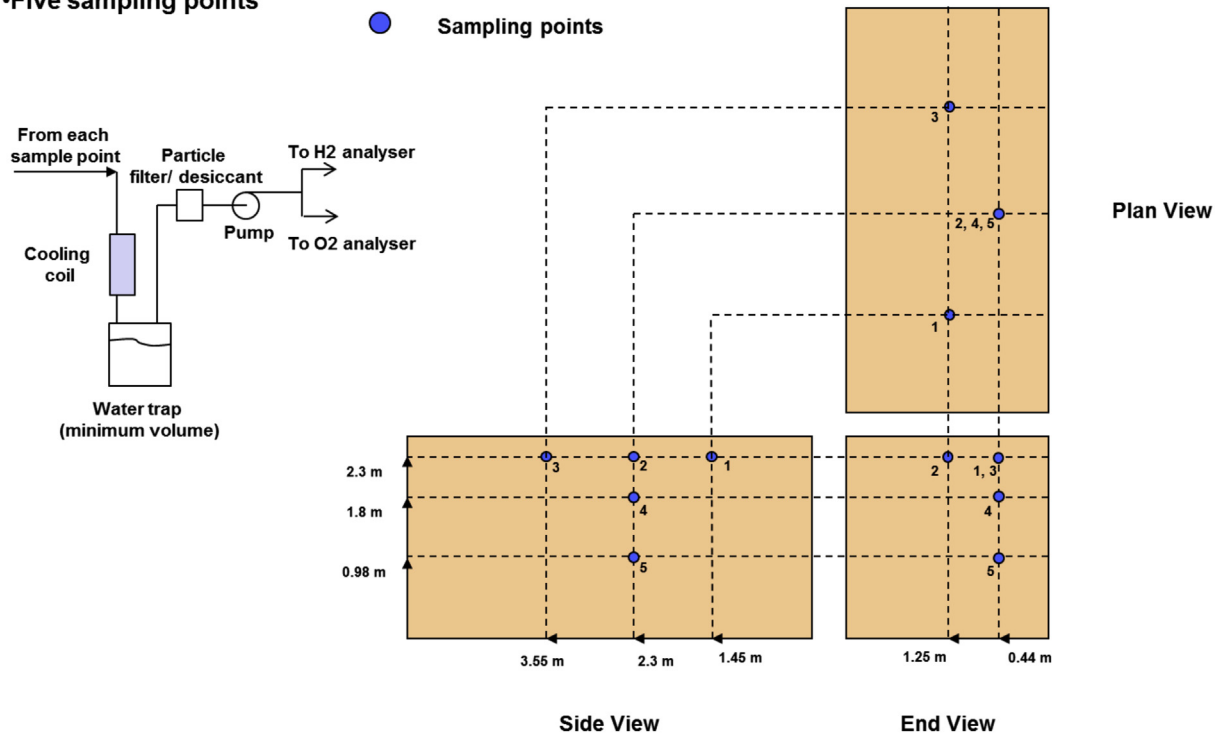 •Five sampling points
Sampling points
From each
sample point
Particle
filter/ desiccant
To H2 analyser
Pump
To O2 analyser
Cooling
coil
Water trap
(minimum volume)
3
2, 4, 5
1
Plan View
2.3 m
1.8 m
0.98 m
3
2
1
4
5
3.55 m
2.3 m
1.45 m
2
1, 3
4
5
1.25 m
0.44 m
Side View
End View